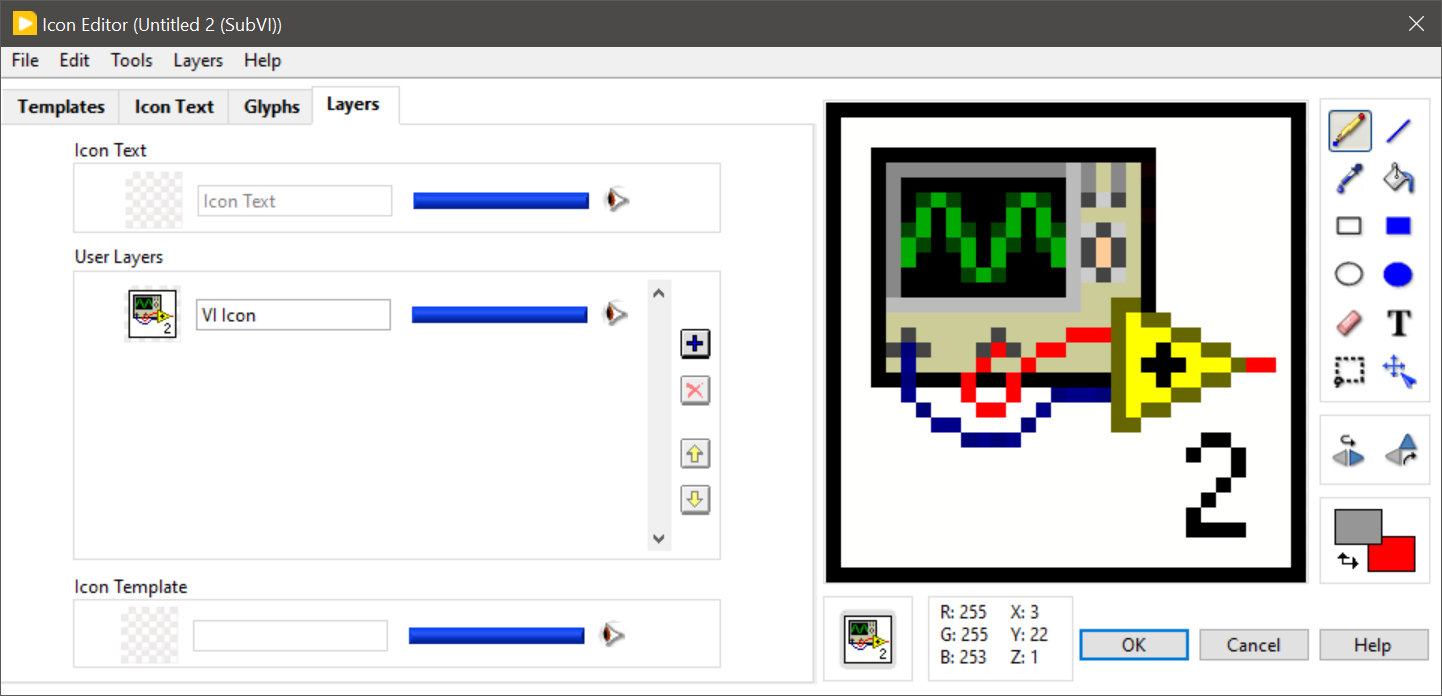 Icon Editor (Untitled 2 (SubVI))
File Edit Tools Layers Help
Templates Icon Text Glyphs Layers
Icon Text
Icon Text
User Layers
VI Icon
2
Icon Template
2
T
2
R: 255 X: 3
G: 255 Y: 22
B: 253 Z: 1
OK Cancel Help